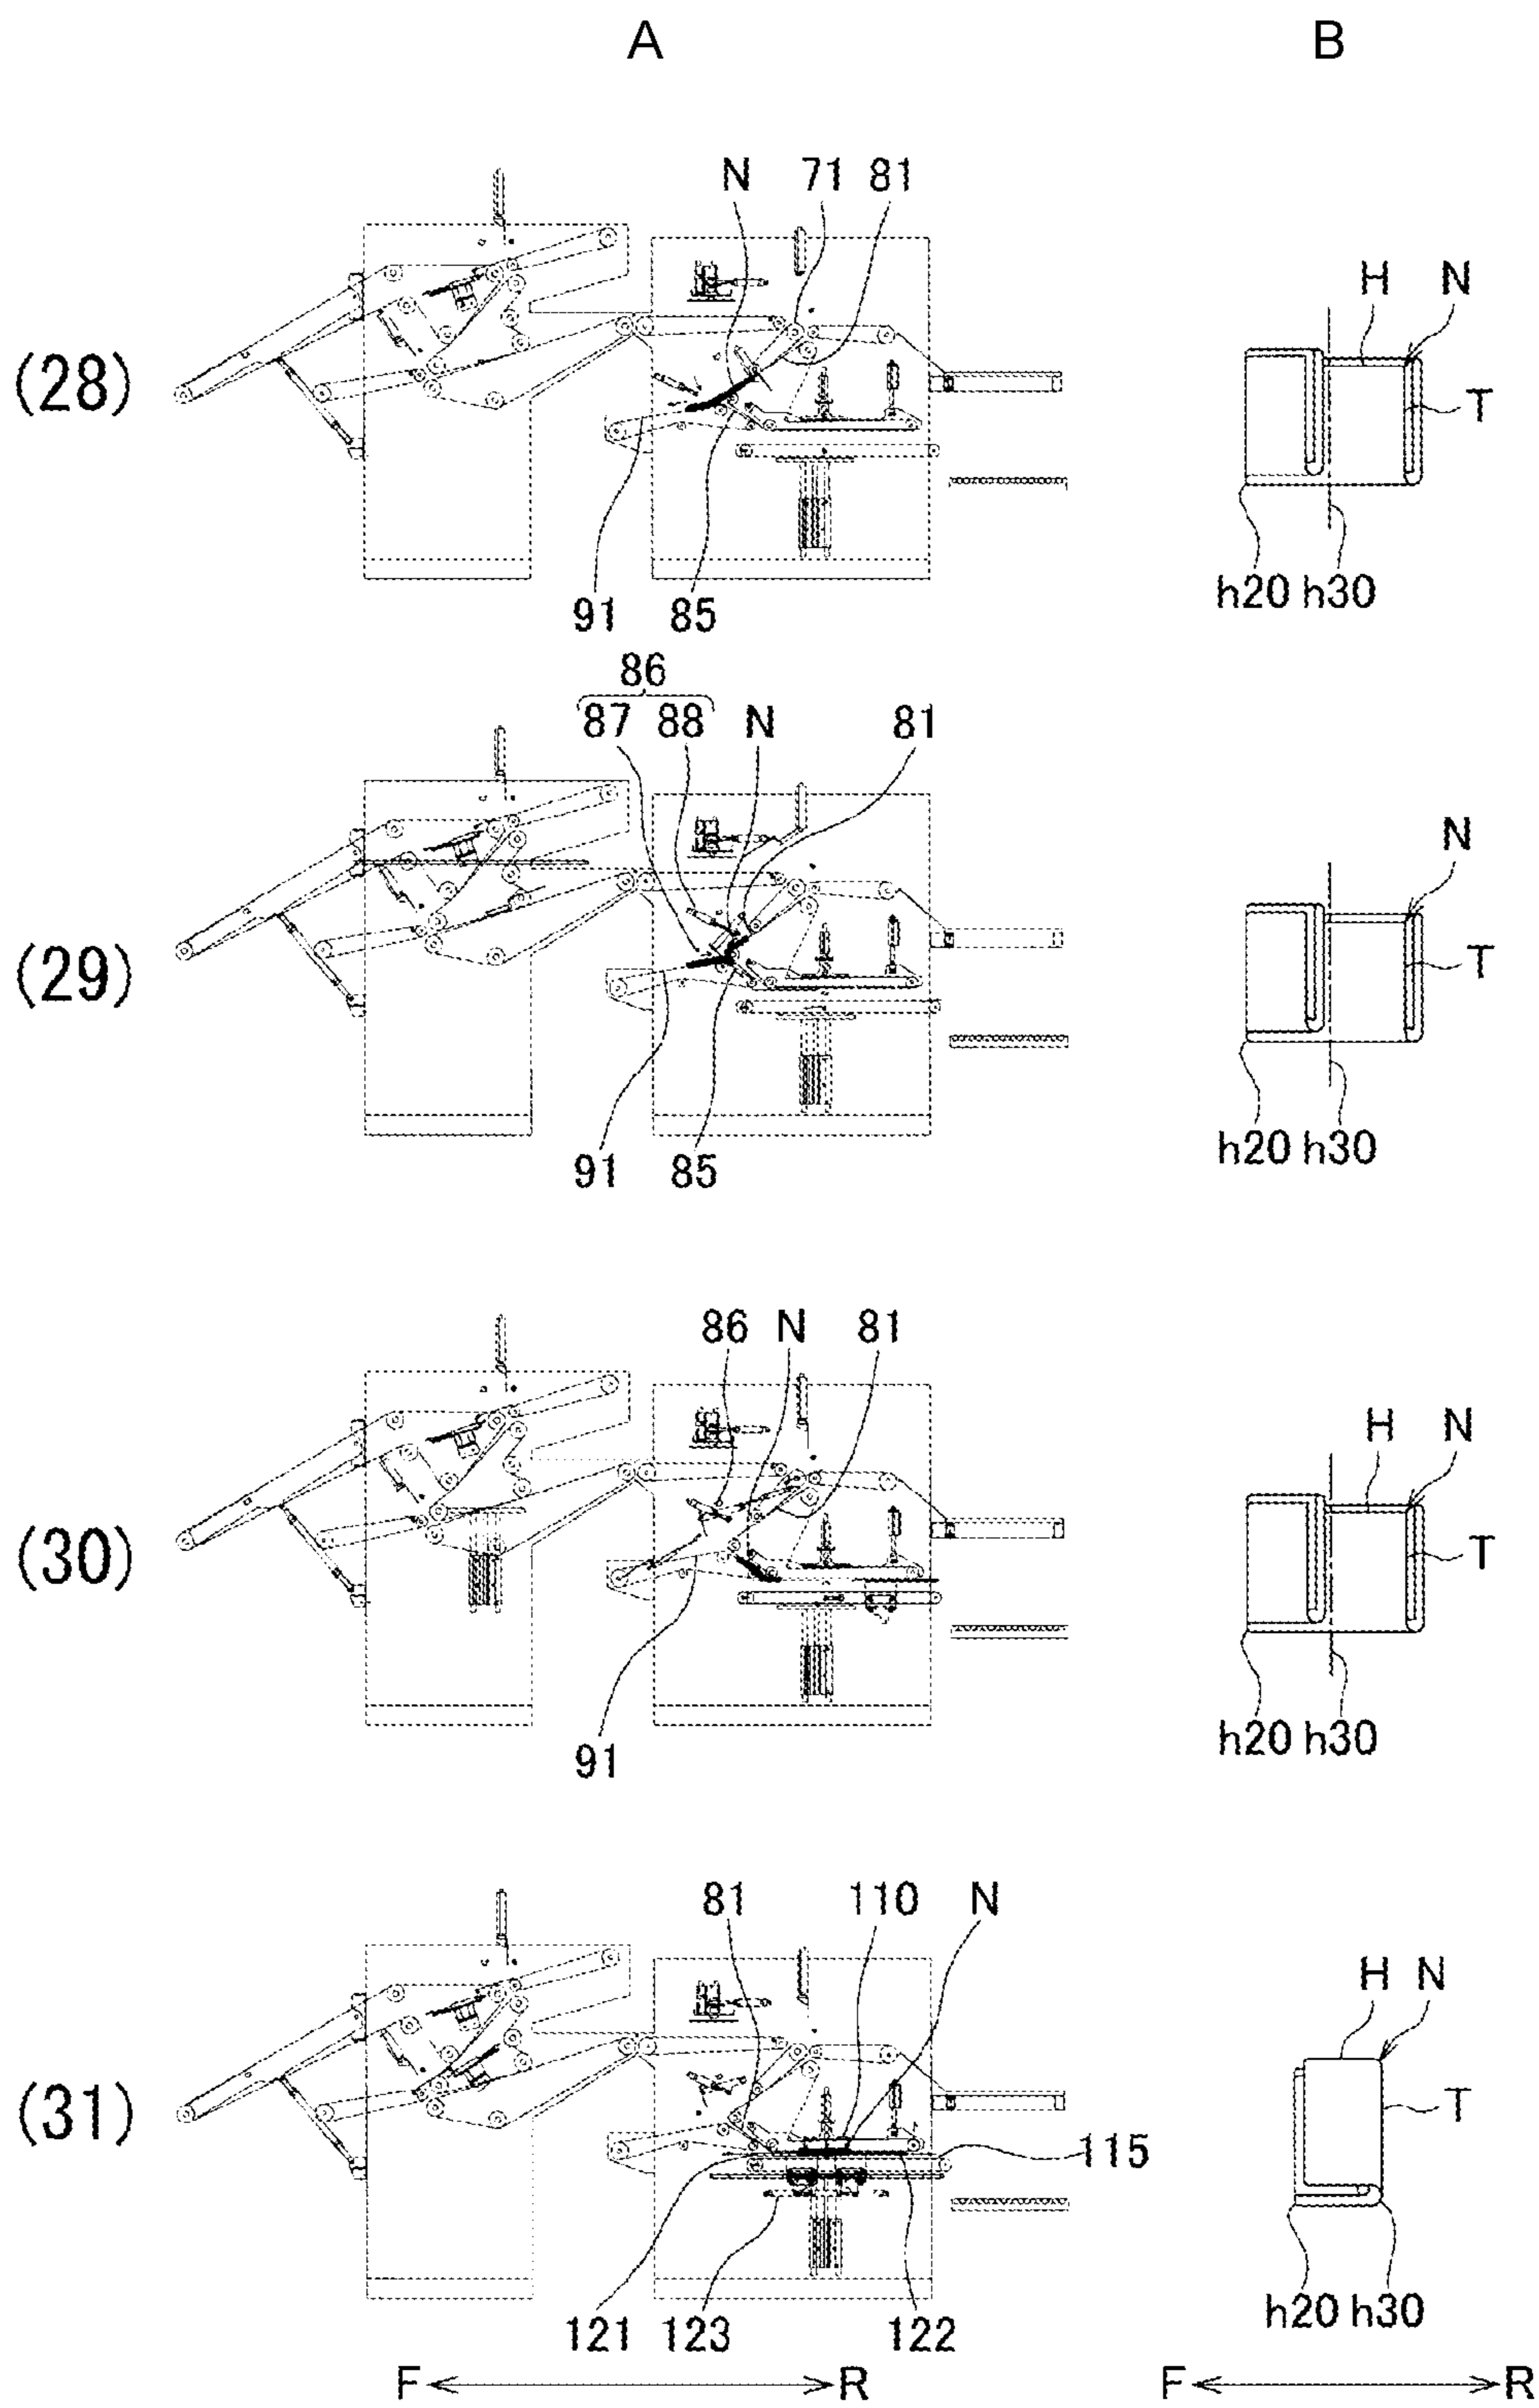 A B
N 71 81
H N
(28)
T
91 85
h20 h30
86
87 88 N 81
N
(29)
T
91 85
h20 h30
86 N 81
H N
(30)
T
91
h20 h30
81 110 N
H N
(31)
T
115
121 123 122
h20 h30
F R F R